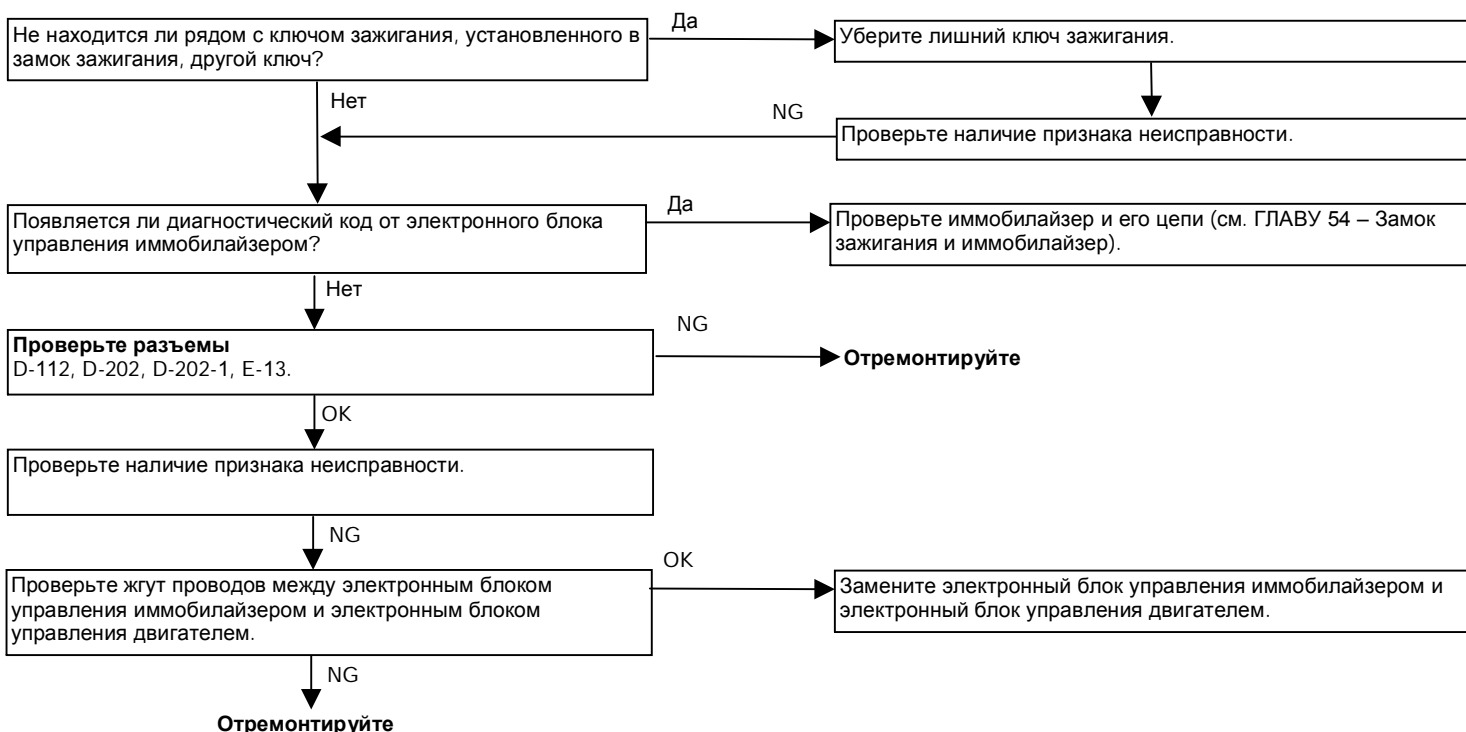 Не находится ли рядом с ключом зажигания, установленного в
замок зажигания, другой ключ?
Да
Уберите лишний ключ зажигания.
Нет
NG
Проверьте наличие признака неисправности.
Появляется ли диагностический код от электронного блока
управления иммобилайзером?
Да
Проверьте иммобилайзер и его цепи (см. ГЛАВУ 54 – Замок
зажигания и иммобилайзер).
Нет
Проверьте разъемы
D-112, D-202, D-202-1, E-13.
NG
Отремонтируйте
OK
Проверьте наличие признака неисправности.
NG
Проверьте жгут проводов между электронным блоком
управления иммобилайзером и электронным блоком
управления двигателем.
OK
Замените электронный блок управления иммобилайзером и
электронный блок управления двигателем.
NG
Отремонтируйте